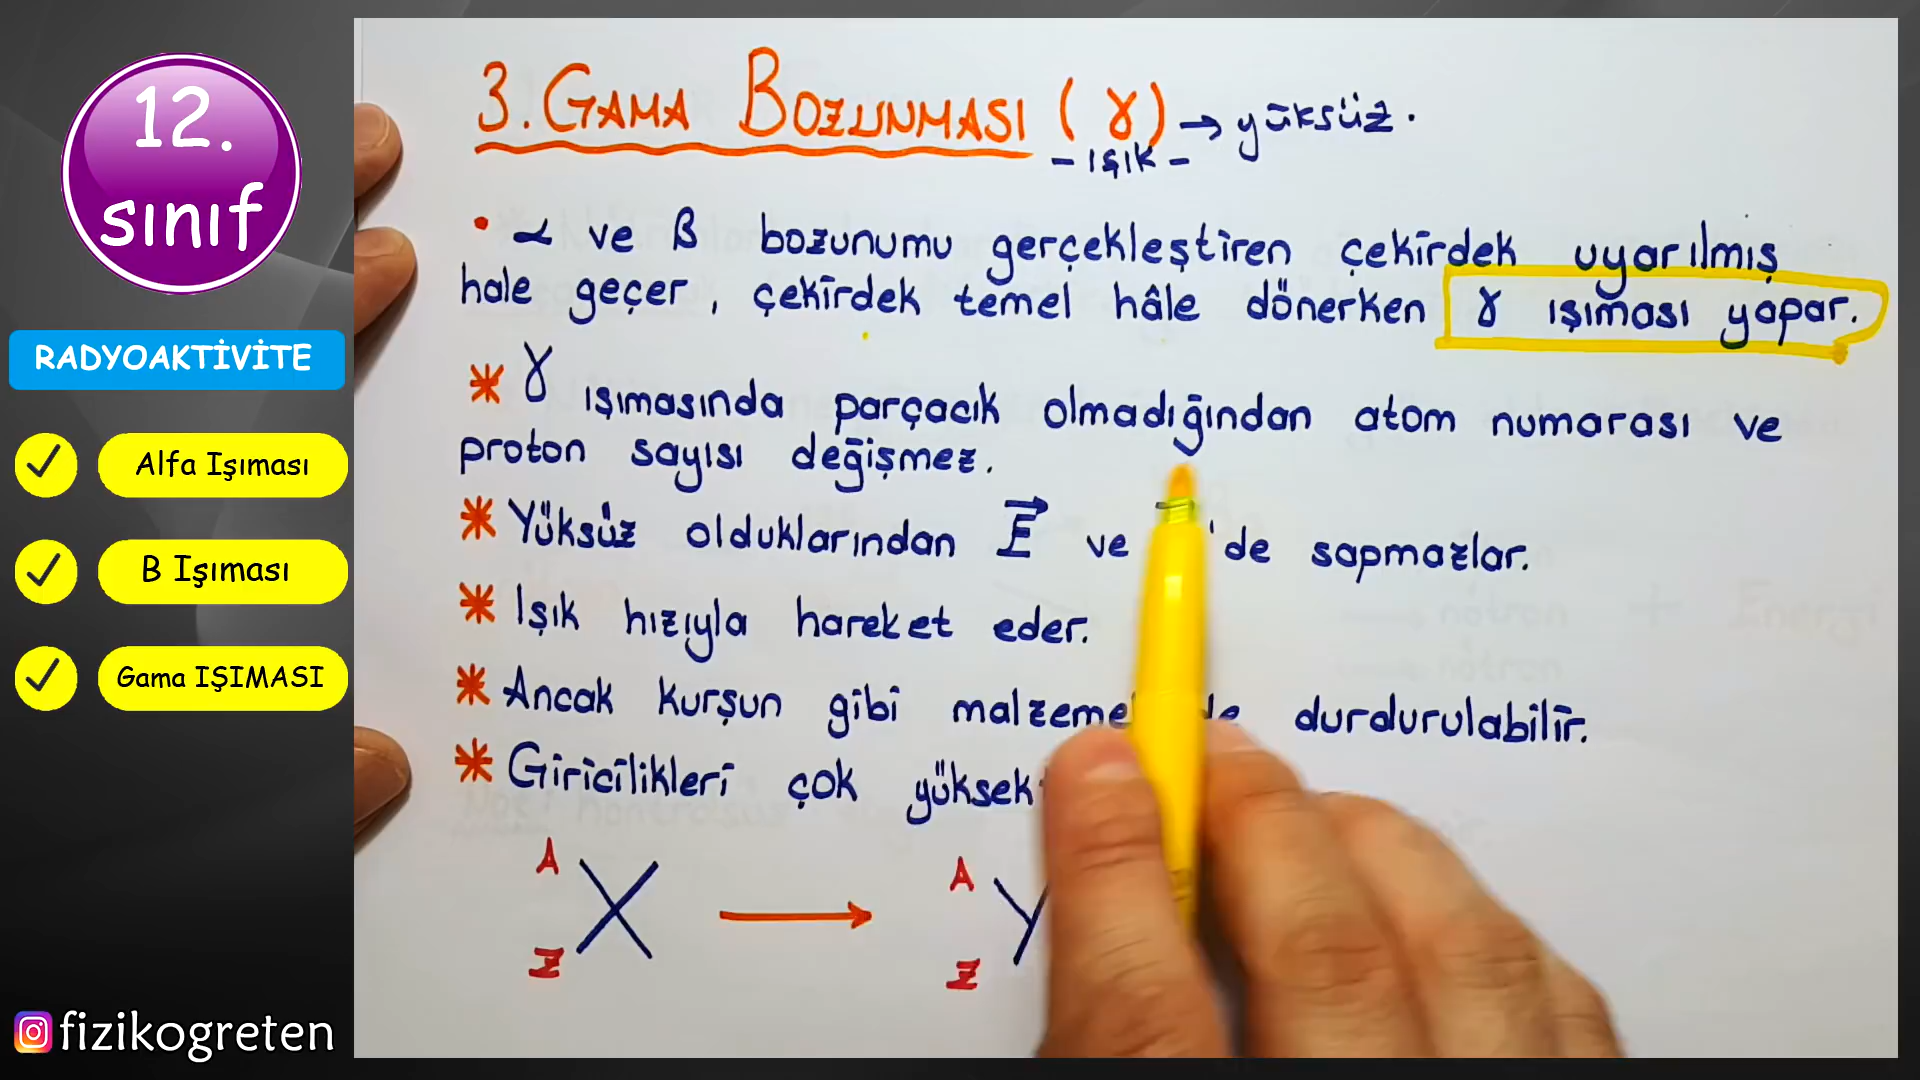 12.
sınıf
RADYOAKTİVİTE
Alfa Işıması
B Işıması
Gama IŞIMASI
fizikogreten
3. GAMA BOZUNMASI (γ) → yüksüz.
- ışık -
• α ve β bozunumu gerçekleştiren çekirdek uyarılmış
hale geçer, çekirdek temel hâle dönerken γ ışıması yapar.
* γ ışımasında parçacık olmadığından atom numarası ve
proton sayısı değişmez.
* Yüksüz olduklarından E ve 'de sapmazlar.
* Işık hızıyla hareket eder.
* Ancak kurşun gibi durdurulabilir.
* Giricilikleri çok
A X Z → A Y Z